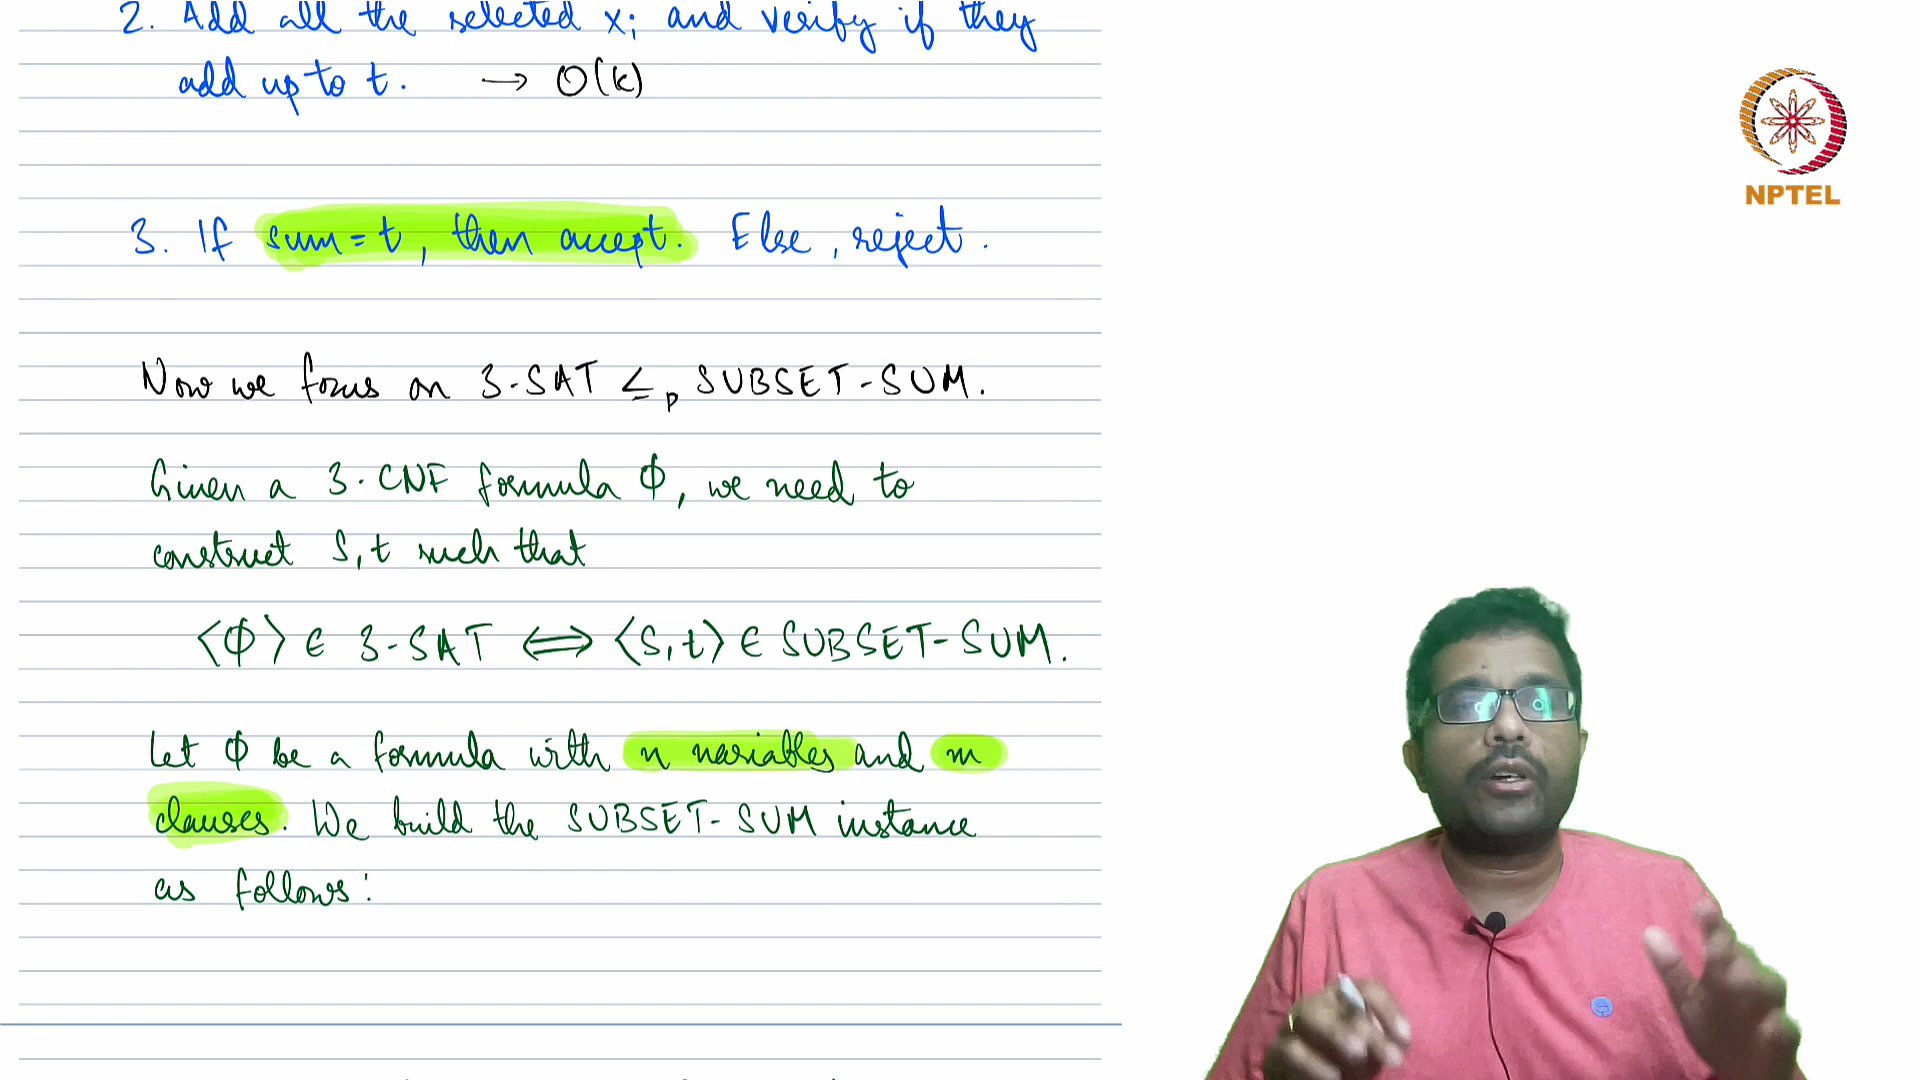 2. Add all the selected xi and verify if they
add up to t. → O(k)
NPTEL
3. If sum = t, then accept. Else, reject.
Now we focus on 3-SAT ≤p SUBSET-SUM.
Given a 3-CNF formula ϕ, we need to
construct S, t such that
⟨ϕ⟩ ∈ 3-SAT ⟺ ⟨S, t⟩ ∈ SUBSET-SUM.
Let ϕ be a formula with n variables and m
clauses. We build the SUBSET-SUM instance
as follows: